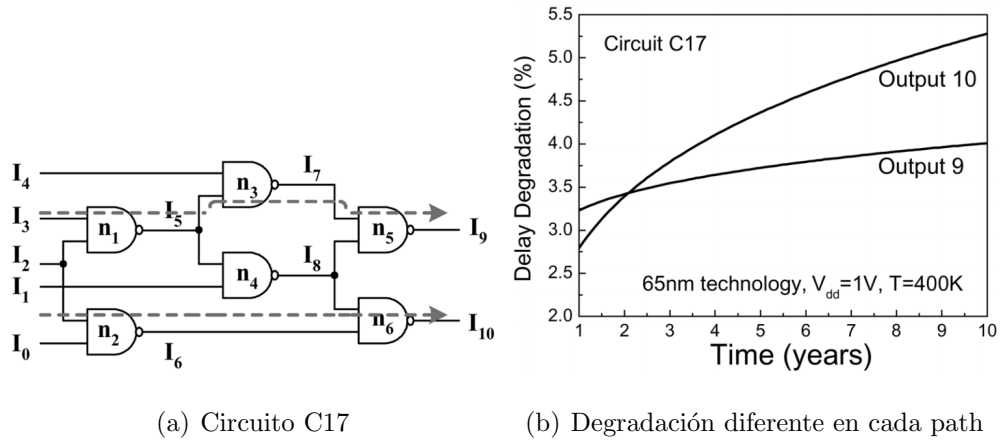 I4
I3
I2
I1
I0
n1
n2
I5
I6
n3
n4
I7
I8
n5
n6
I9
I10
(a) Circuito C17
Circuit C17
Output 10
Output 9
65nm technology, Vdd=1V, T=400K
Delay Degradation (%)
5.5
5.0
4.5
4.0
3.5
3.0
2.5
2.0
1 2 3 4 5 6 7 8 9 10
Time (years)
(b) Degradación diferente en cada path